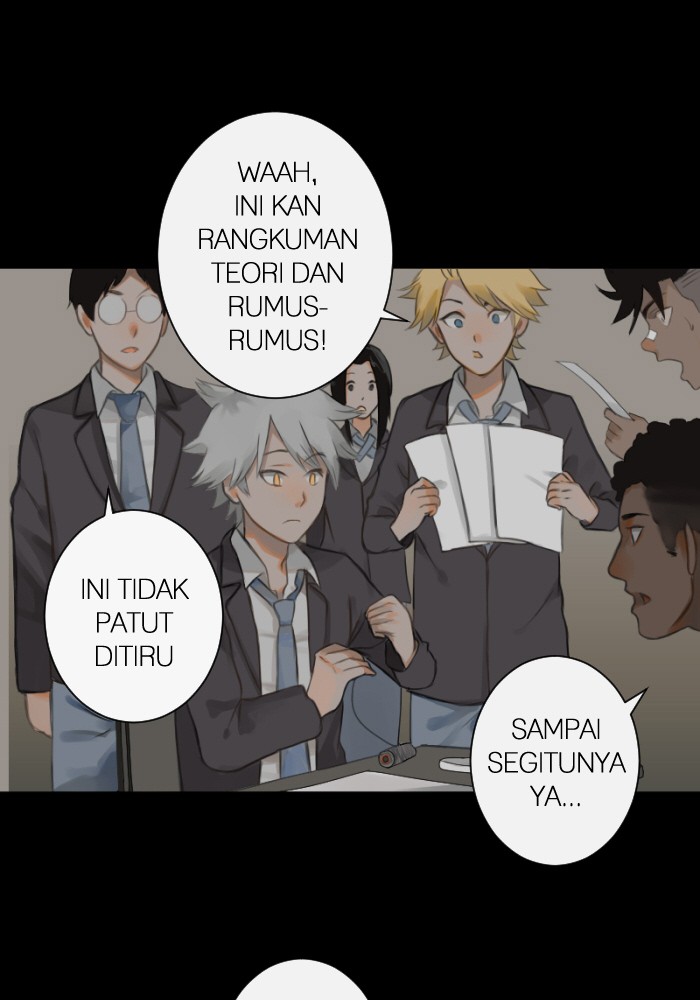 WAAH,
INI KAN
RANGKUMAN
TEORI DAN
RUMUS-
RUMUS!
INI TIDAK
PATUT
DITIRU
SAMPAI
SEGITUNYA
YA...